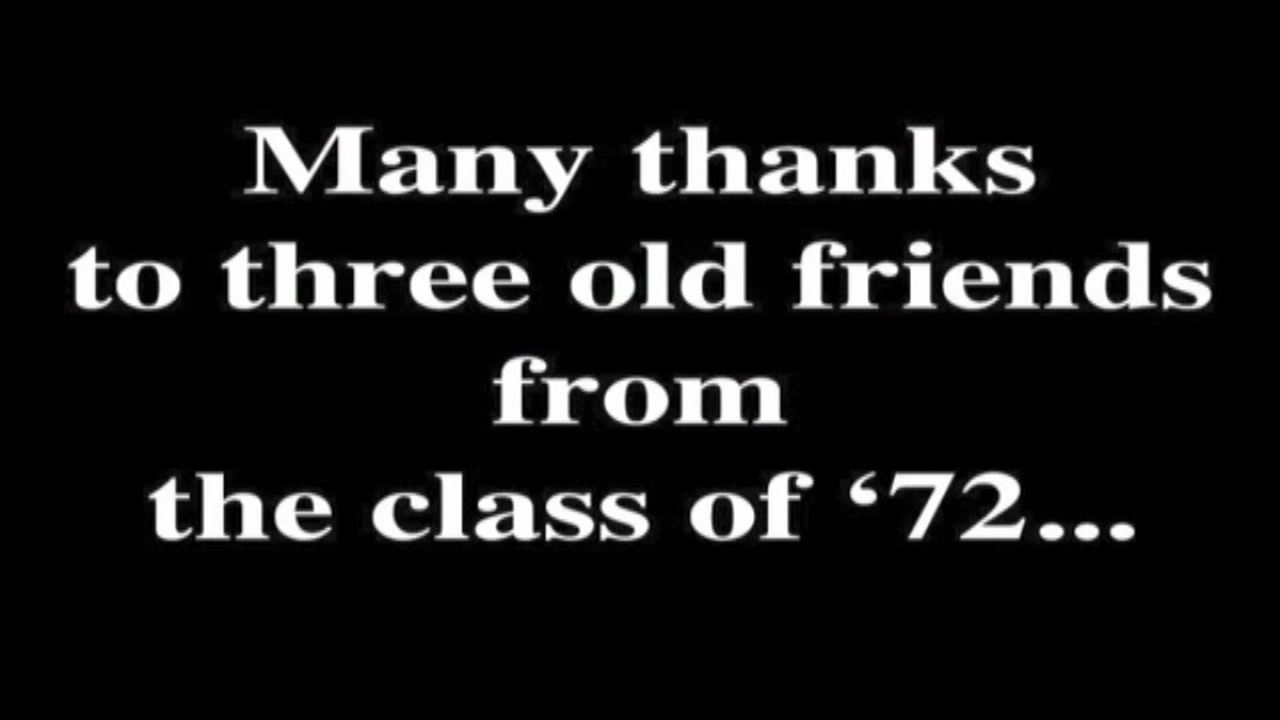 Many thanks
to three old friends
from
the class of ‘72...